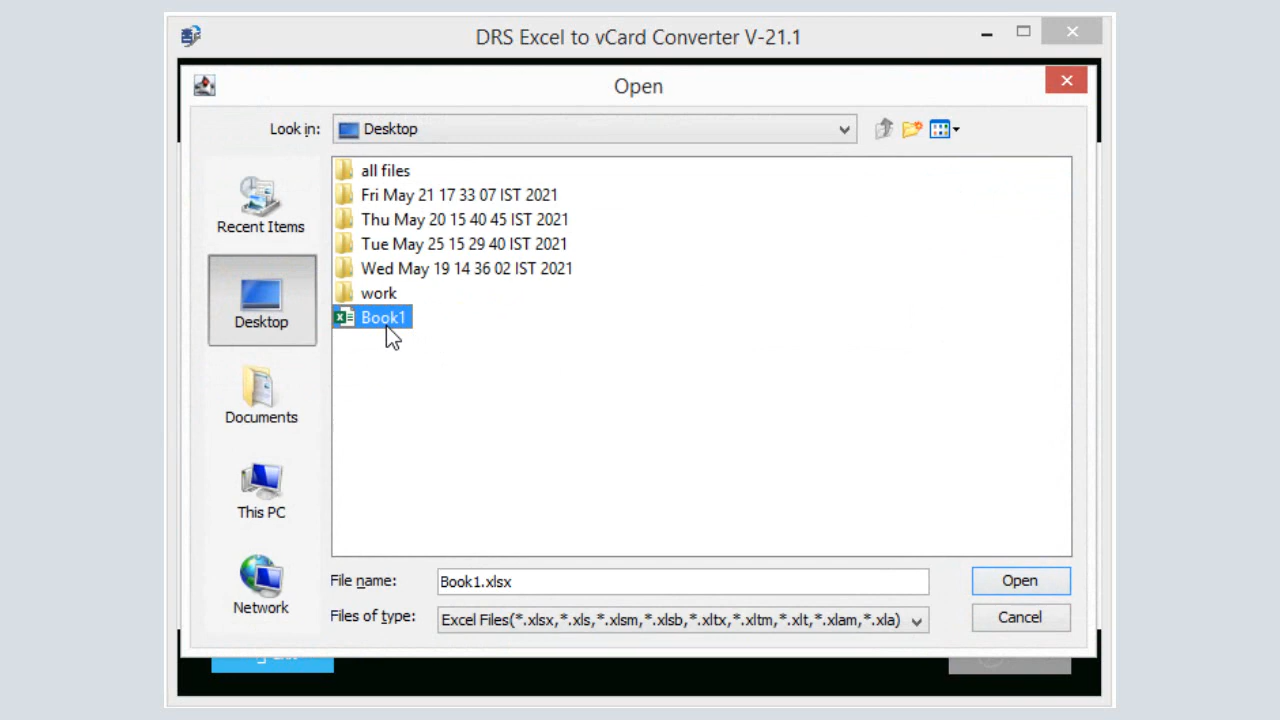 DRS Excel to vCard Converter V-21.1
Open
Look in:
Desktop
Recent Items
Desktop
Documents
This PC
Network
all files
Fri May 21 17 33 07 IST 2021
Thu May 20 15 40 45 IST 2021
Tue May 25 15 29 40 IST 2021
Wed May 19 14 36 02 IST 2021
work
Book1
File name:
Book1.xlsx
Open
Files of type:
Excel Files(*.xlsx,*.xls,*.xlsm,*.xlsb,*.xltx,*.xltm,*.xlt,*.xlam,*.xla)
Cancel